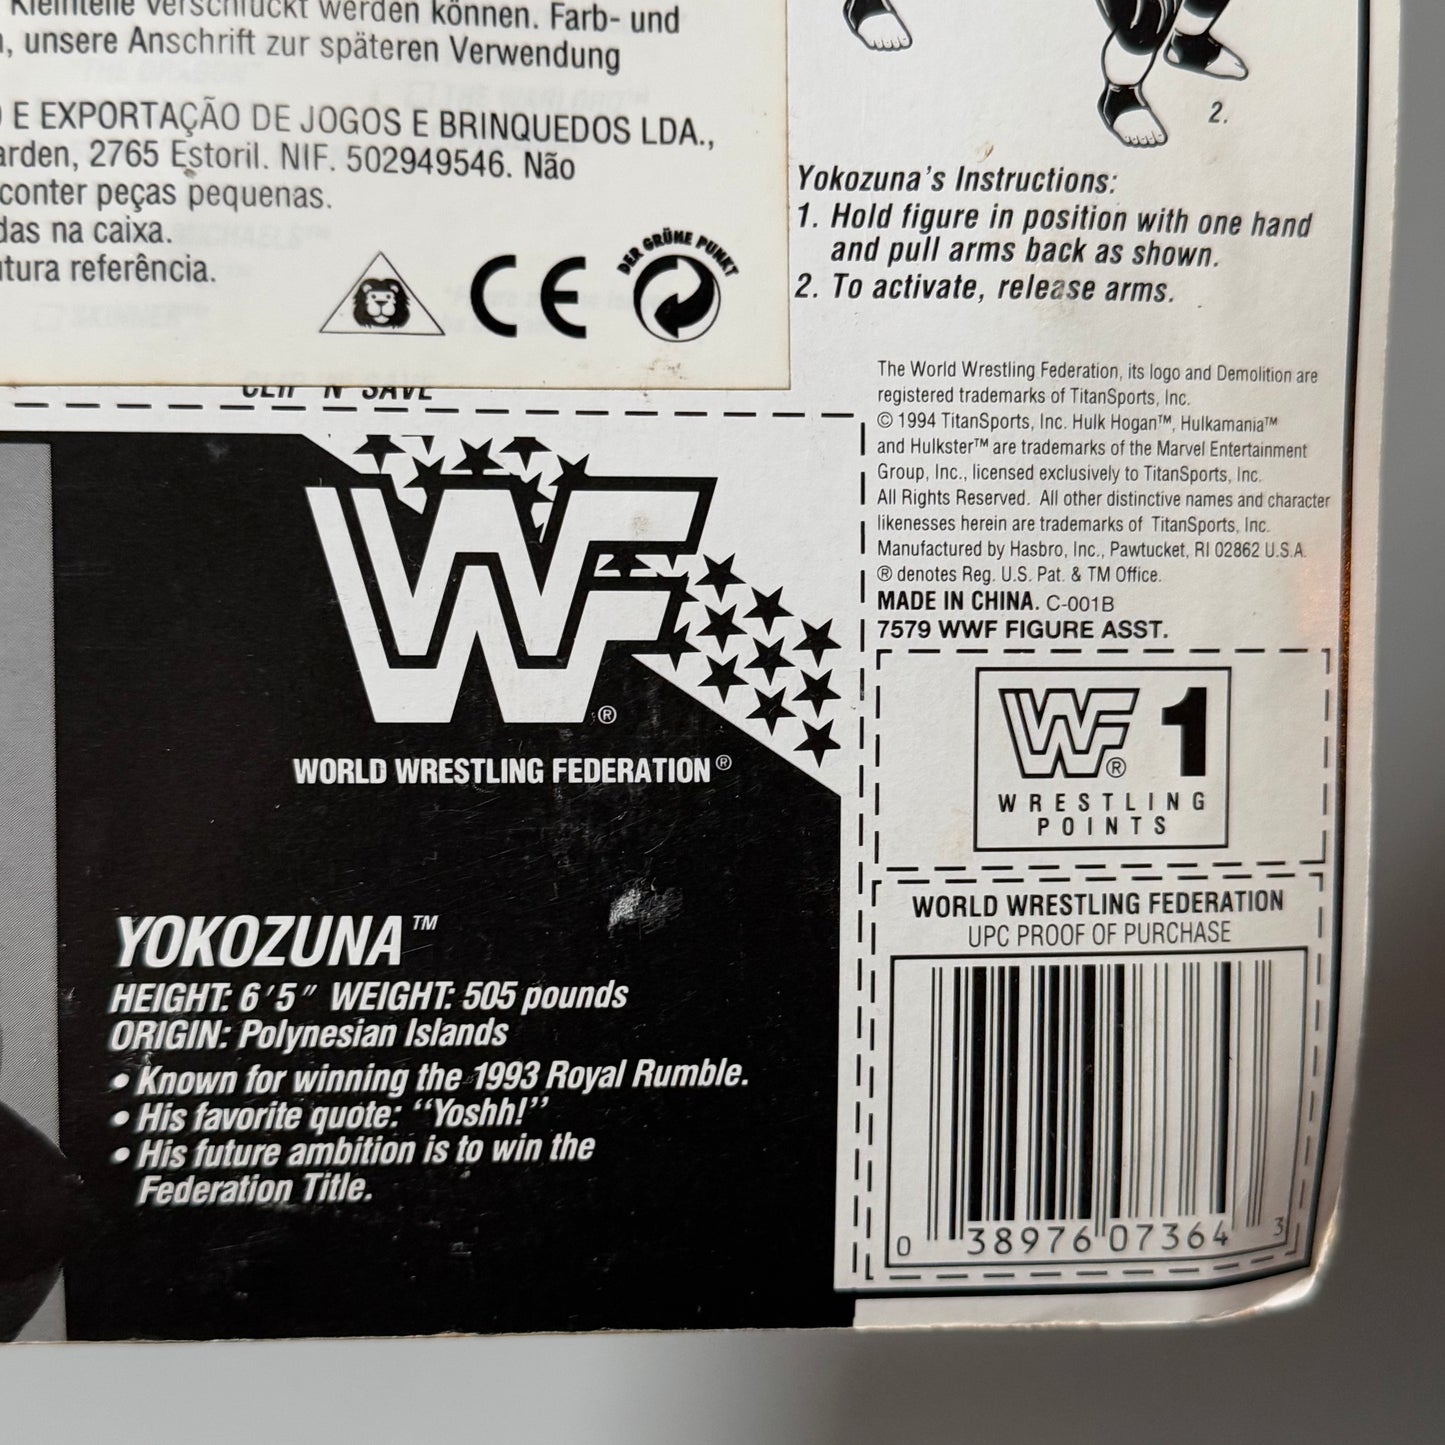 Kleinteile verschluckt werden können. Farb- und
unsere Anschrift zur späteren Verwendung
E EXPORTAÇÃO DE JOGOS E BRINQUEDOS LDA.,
arden, 2765 Estoril. NIF. 502949546. Não
conter peças pequenas.
das na caixa.
utura referência.
SKINNER™
CE
DER GRÜNE PUNKT
CLIP 'N' SAVE
2.
Yokozuna's Instructions:
1. Hold figure in position with one hand
and pull arms back as shown.
2. To activate, release arms.
The World Wrestling Federation, its logo and Demolition are
registered trademarks of TitanSports, Inc.
© 1994 TitanSports, Inc. Hulk Hogan™, Hulkamania™
and Hulkster™ are trademarks of the Marvel Entertainment
Group, Inc., licensed exclusively to TitanSports, Inc.
All Rights Reserved. All other distinctive names and character
likenesses herein are trademarks of TitanSports, Inc.
Manufactured by Hasbro, Inc., Pawtucket, RI 02862 U.S.A.
® denotes Reg. U.S. Pat. & TM Office.
MADE IN CHINA. C-001B
7579 WWF FIGURE ASST.
WWF® 1
WRESTLING
POINTS
WORLD WRESTLING FEDERATION
UPC PROOF OF PURCHASE
0 38976 07364 3
WWF®
WORLD WRESTLING FEDERATION®
YOKOZUNA™
HEIGHT: 6'5" WEIGHT: 505 pounds
ORIGIN: Polynesian Islands
• Known for winning the 1993 Royal Rumble.
• His favorite quote: "Yoshh!"
• His future ambition is to win the
Federation Title.